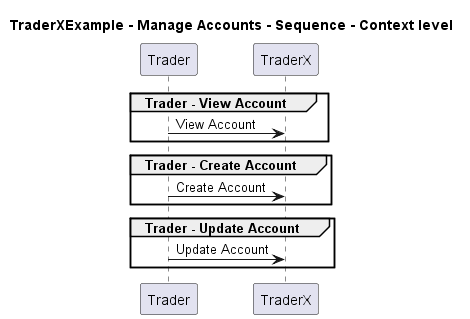 TraderXExample - Manage Accounts - Sequence - Context level
Trader TraderX
Trader - View Account
View Account
Trader - Create Account
Create Account
Trader - Update Account
Update Account
Trader TraderX